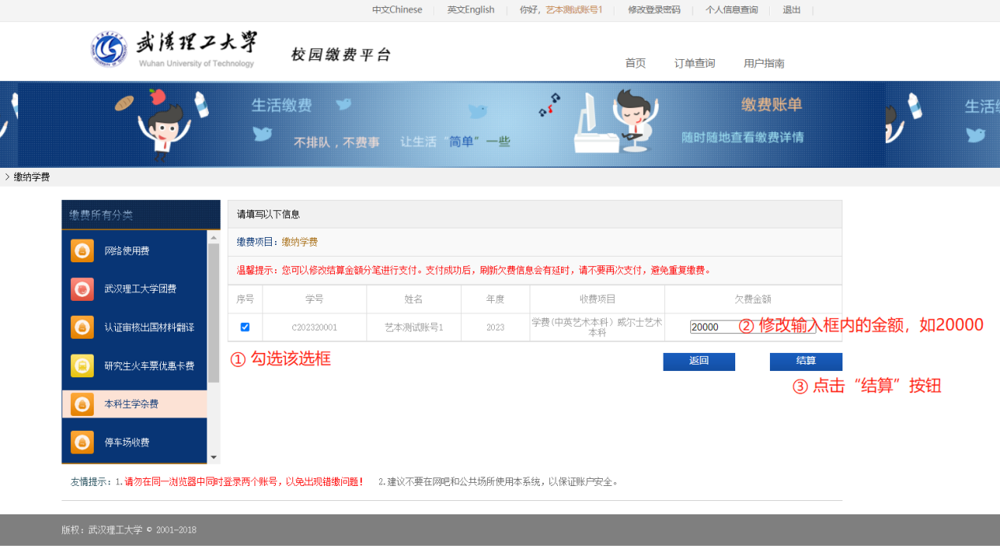 中文Chinese 英文English 你好，艺本测试账号1 修改登录密码 个人信息查询 退出
武汉理工大学
Wuhan University of Technology
校园缴费平台
首页 订单查询 用户指南
生活缴费
不排队，不费事 让生活“简单”一些
缴费账单
随时随地查看缴费详情
生活缴
> 缴纳学费
缴费所有分类
网络使用费
武汉理工大学团费
认证审核出国材料翻译
研究生火车票优惠卡费
本科生学杂费
停车场收费
请填写以下信息
缴费项目：缴纳学费
温馨提示：您可以修改结算金额分笔进行支付。支付成功后，刷新欠费信息会有延时，请不要再次支付，避免重复缴费。
序号 学号 姓名 年度 收费项目 欠费金额
C202320001 艺本测试账号1 2023 学费(中英艺术本科）威尔士艺术
本科
20000
② 修改输入框内的金额，如20000
① 勾选该选框
返回 结算
③ 点击“结算”按钮
友情提示：1.请勿在同一浏览器中同时登录两个账号，以免出现错缴问题！ 2.建议不要在网吧和公共场所使用本系统，以保证账户安全。
版权：武汉理工大学 © 2001-2018